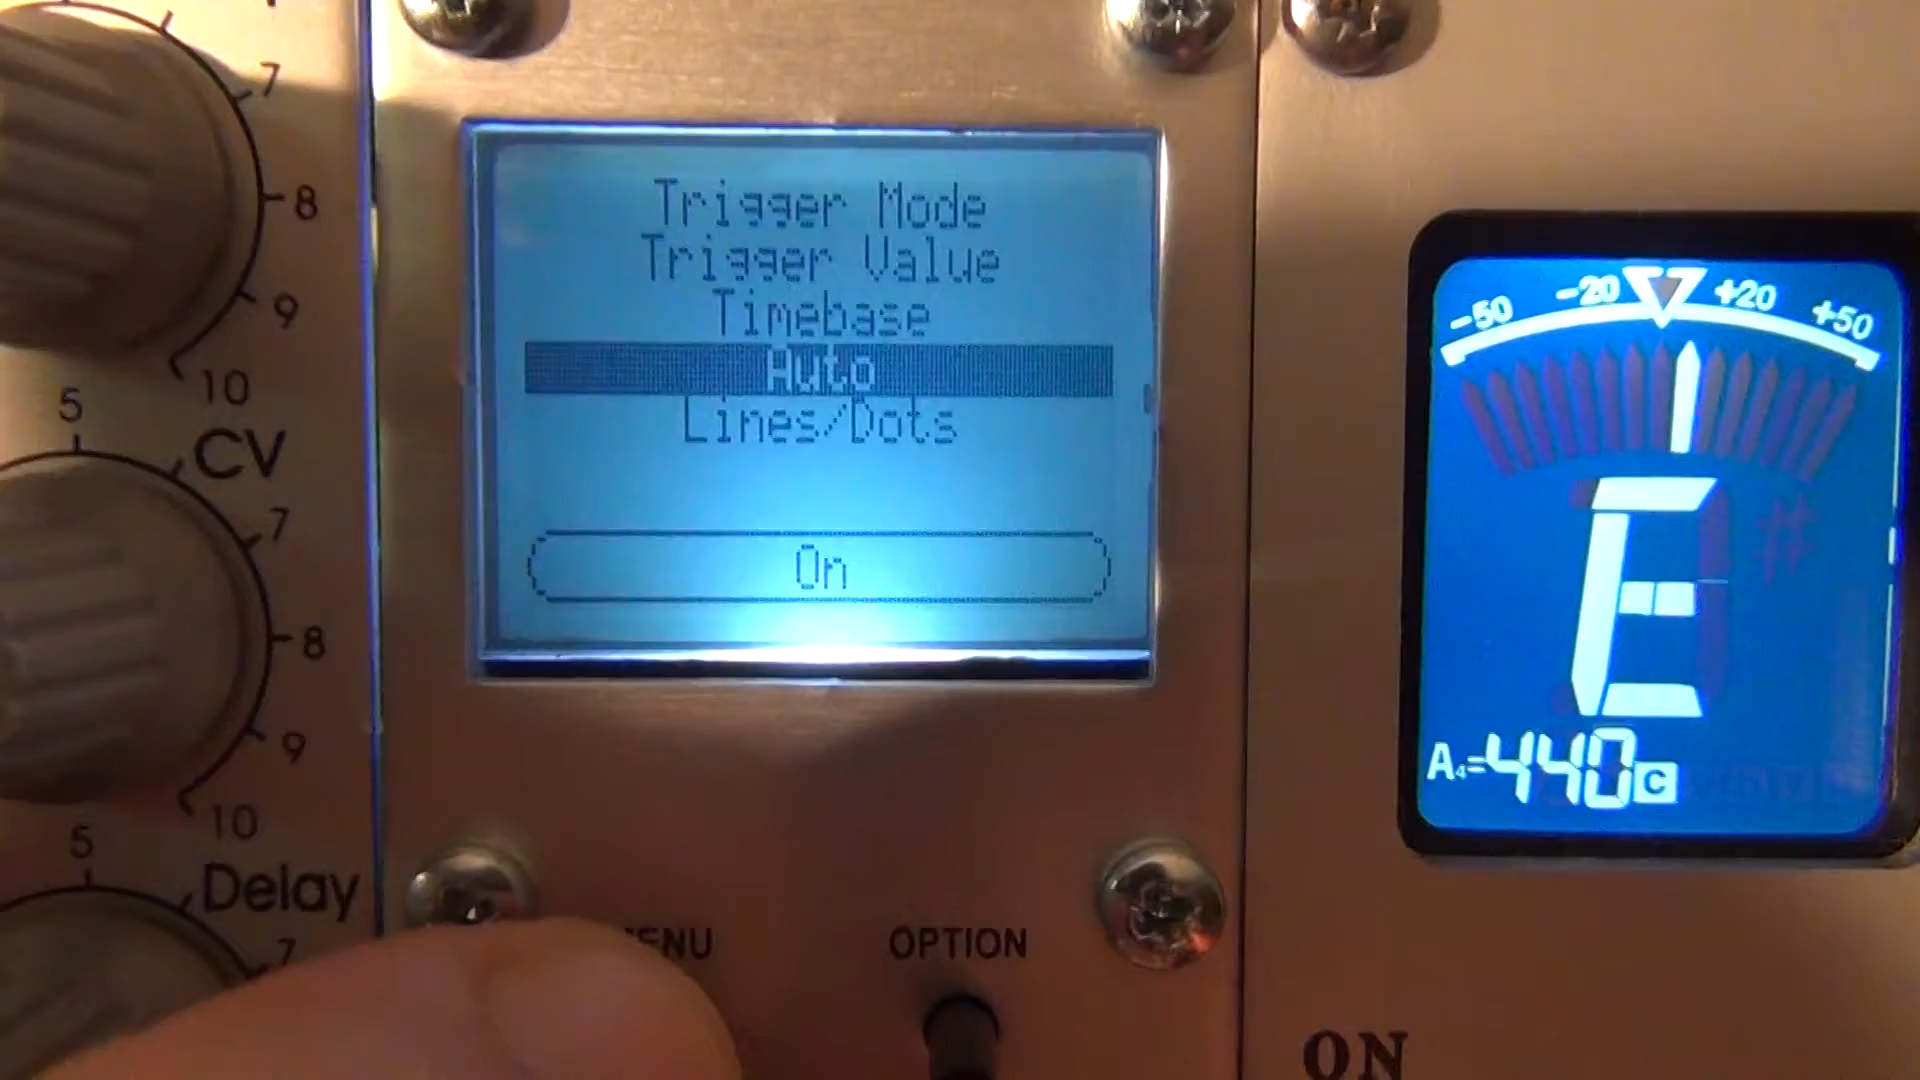 7
8
9
10
5
CV
7
8
9
10
5
Delay
7
Trigger Mode
Trigger Value
Timebase
Auto
Lines/Dots
On
OPTION
-50 -20 +20 +50
E
A4=440 C
ON